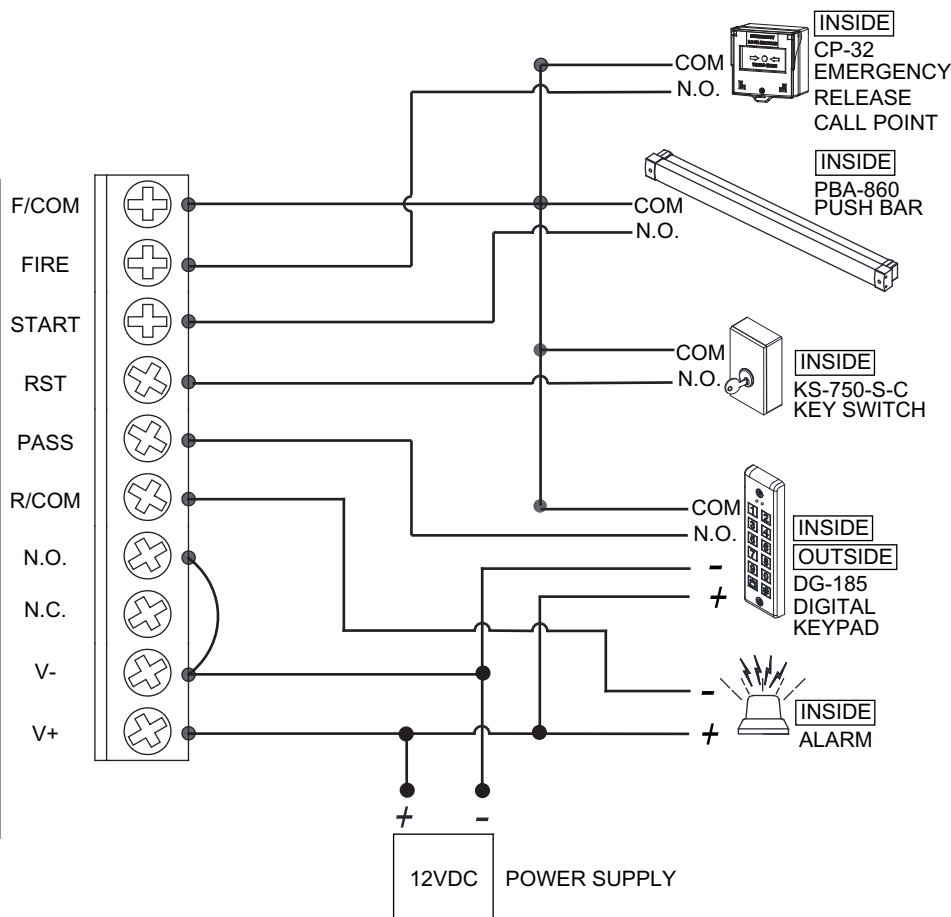 INSIDE
CP-32
EMERGENCY
RELEASE
CALL POINT
COM
N.O.
INSIDE
PBA-860
PUSH BAR
COM
N.O.
F/COM
FIRE
START
RST
PASS
R/COM
N.O.
N.C.
V-
V+
COM
N.O.
INSIDE
KS-750-S-C
KEY SWITCH
COM
N.O.
-
+
INSIDE
OUTSIDE
DG-185
DIGITAL
KEYPAD
-
+
INSIDE
ALARM
+ -
12VDC POWER SUPPLY